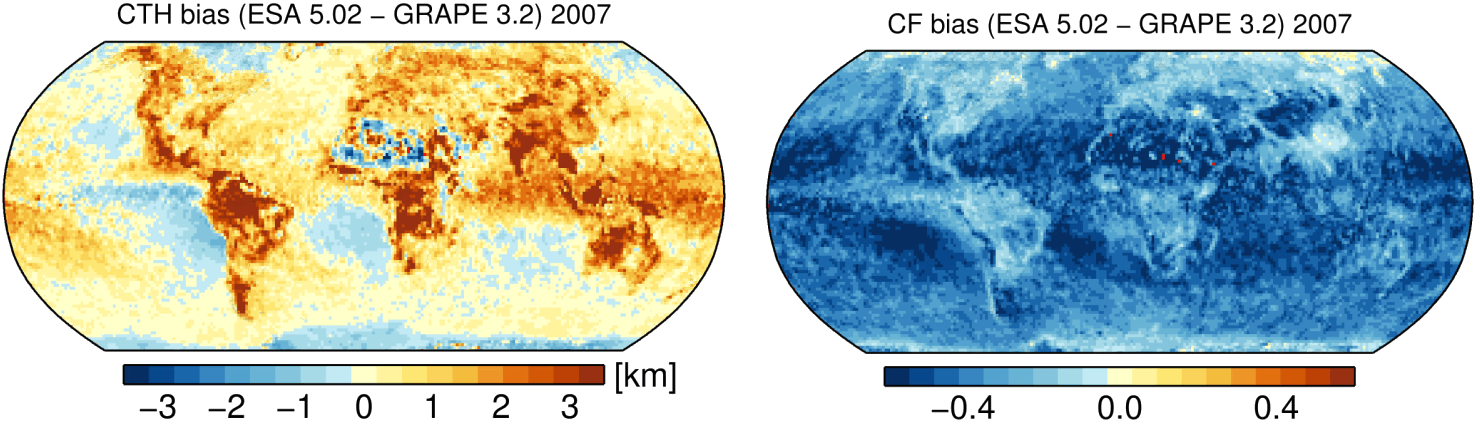 CTH bias (ESA 5.02 − GRAPE 3.2) 2007
CF bias (ESA 5.02 − GRAPE 3.2) 2007
[km]
−3 −2 −1 0 1 2 3
−0.4 0.0 0.4